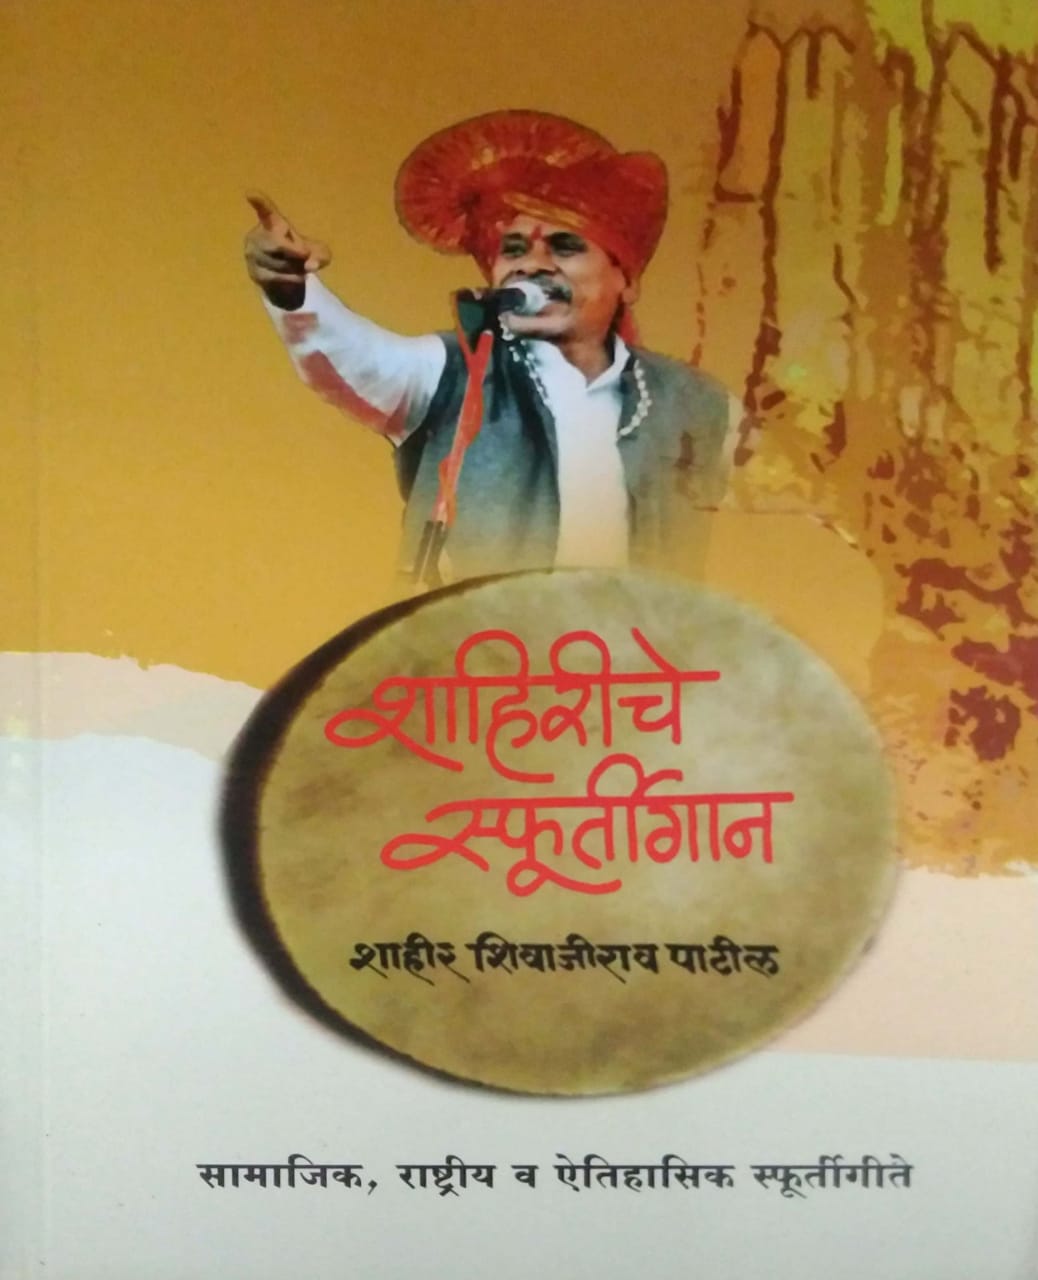 शाहिरीचे
स्फूर्तीगान
शाहीर शिवाजीराव पाटील
सामाजिक, राष्ट्रीय व ऐतिहासिक स्फूर्तीगीते